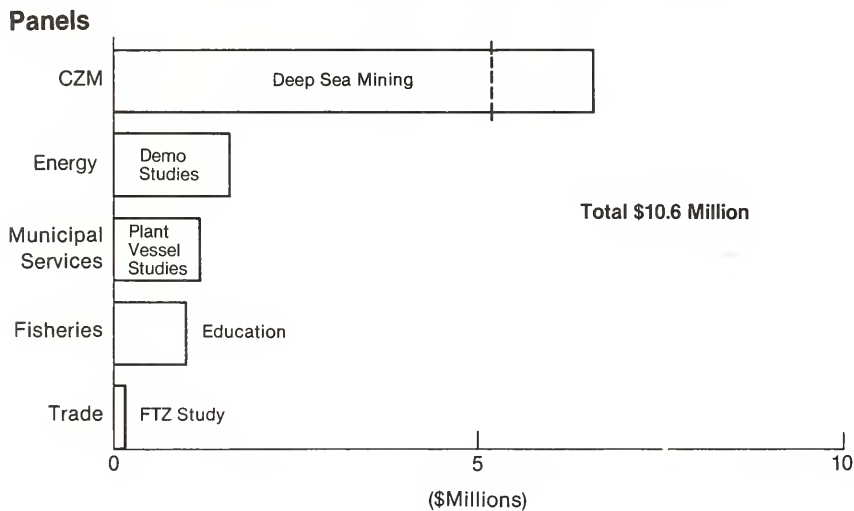 Panels
CZM
Deep Sea Mining
Energy
Demo
Studies
Total $10.6 Million
Municipal
Services
Plant
Vessel
Studies
Fisheries
Education
Trade
FTZ Study
0
5
10
($Millions)